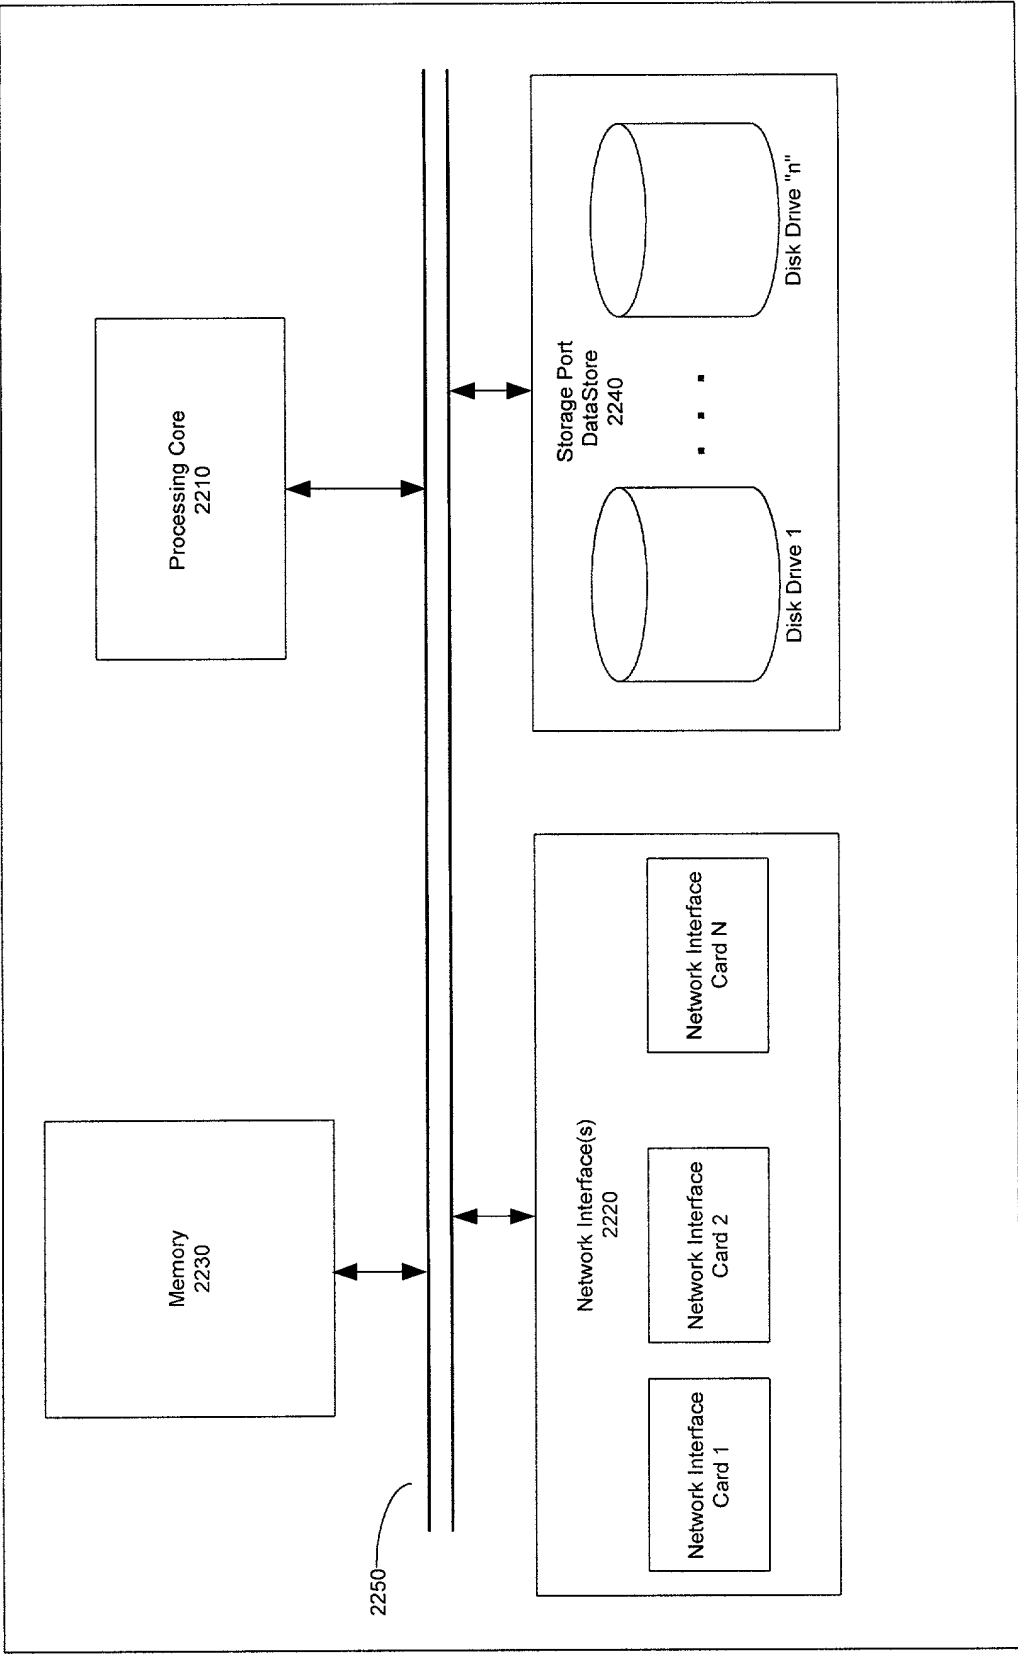 Memory
2230
Processing Core
2210
2250
Network Interface(s)
2220
Network Interface
Card 1
Network Interface
Card 2
Network Interface
Card N
Storage Port
DataStore
2240
Disk Drive 1
Disk Drive "n"